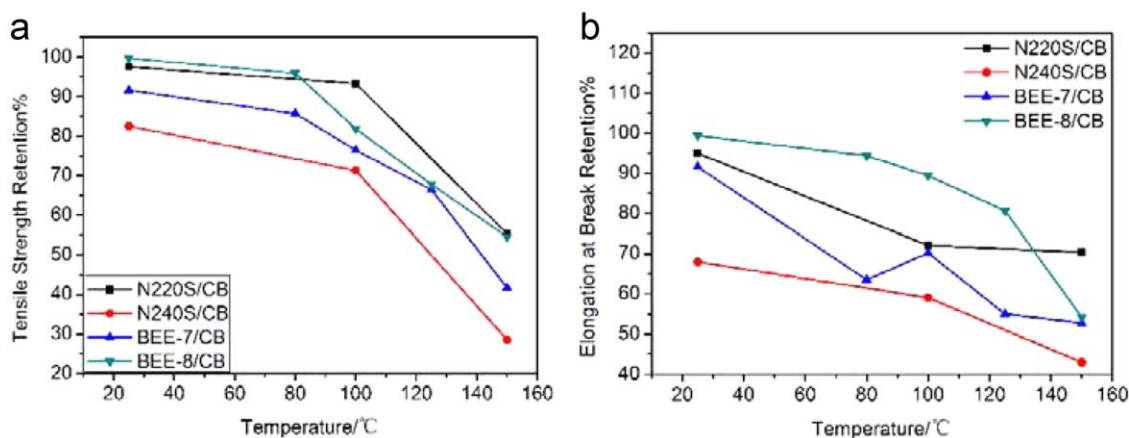 a
Tensile Strength Retention%
100
90
80
70
60
50
40
30
20
N220S/CB
N240S/CB
BEE-7/CB
BEE-8/CB
20 40 60 80 100 120 140 160
Temperature/℃
b
Elongation at Break Retention%
120
110
100
90
80
70
60
50
40
N220S/CB
N240S/CB
BEE-7/CB
BEE-8/CB
20 40 60 80 100 120 140 160
Temperature/℃